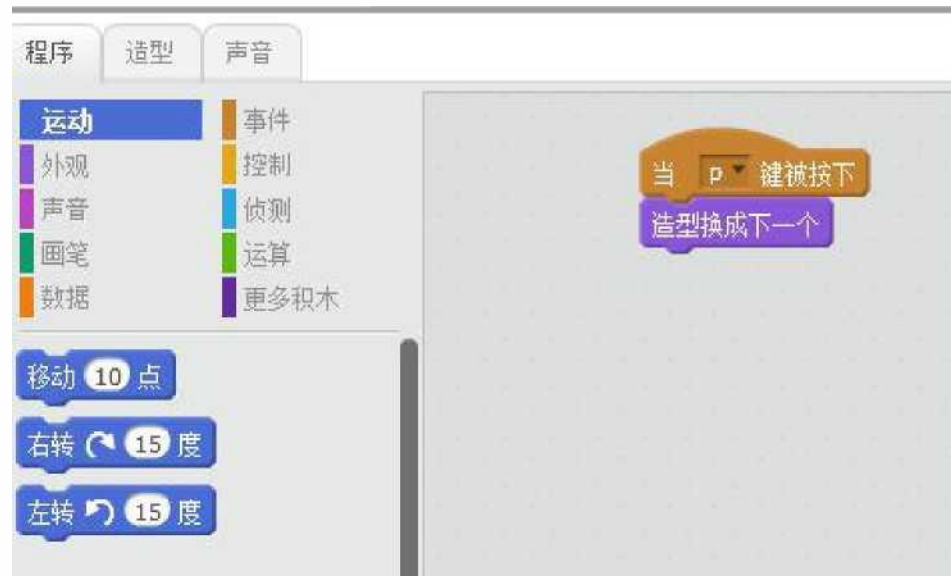 程序 造型 声音
运动 事件
外观 控制
声音 侦测
画笔 运算
数据 更多积木
当 p 键被按下
造型换成下一个
移动 10 点
右转 15 度
左转 15 度